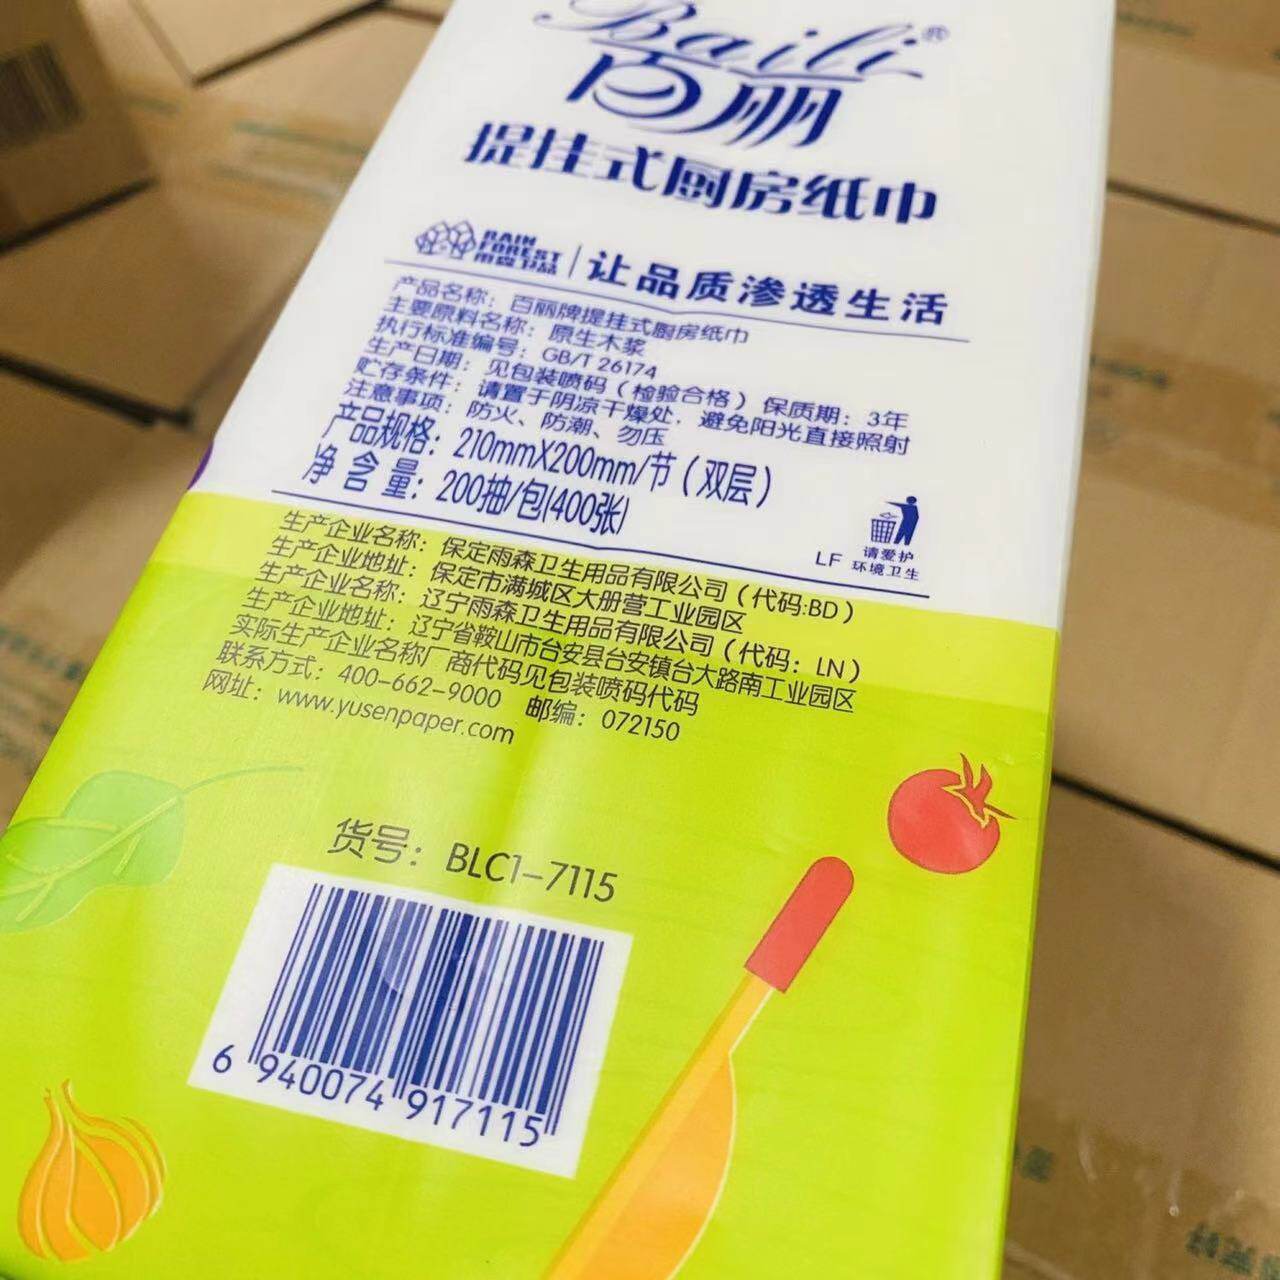 Baili®
百丽
提挂式厨房纸巾
RAIN FOREST 雨森卫品 | 让品质渗透生活
产品名称：百丽牌提挂式厨房纸巾
主要原料名称：原生木浆
执行标准编号：GB/T 26174
生产日期：见包装喷码（检验合格） 保质期：3年
贮存条件：请置于阴凉干燥处，避免阳光直接照射
注意事项：防火、防潮、勿压
产品规格：210mmX200mm/节（双层）
净含量：200抽/包(400张)
LF 请爱护
环境卫生
生产企业名称：保定雨森卫生用品有限公司（代码:BD）
生产企业地址：保定市满城区大册营工业园区
生产企业名称：辽宁雨森卫生用品有限公司（代码：LN）
生产企业地址：辽宁省鞍山市台安县台安镇台大路南工业园区
实际生产企业名称厂商代码见包装喷码代码
联系方式：400-662-9000 邮编：072150
网址：www.yusenpaper.com
货号：BLC1-7115
6 940074 917115